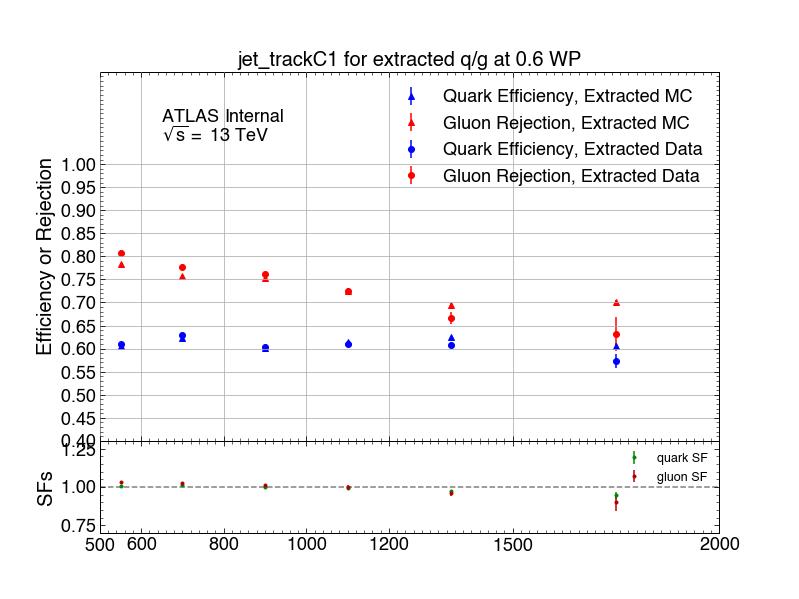 jet_trackC1 for extracted q/g at 0.6 WP
ATLAS Internal
√s = 13 TeV
Quark Efficiency, Extracted MC
Gluon Rejection, Extracted MC
Quark Efficiency, Extracted Data
Gluon Rejection, Extracted Data
Efficiency or Rejection
1.00
0.95
0.90
0.85
0.80
0.75
0.70
0.65
0.60
0.55
0.50
0.45
0.40
SFs
1.25
1.00
0.75
quark SF
gluon SF
500 600 800 1000 1200 1500 2000